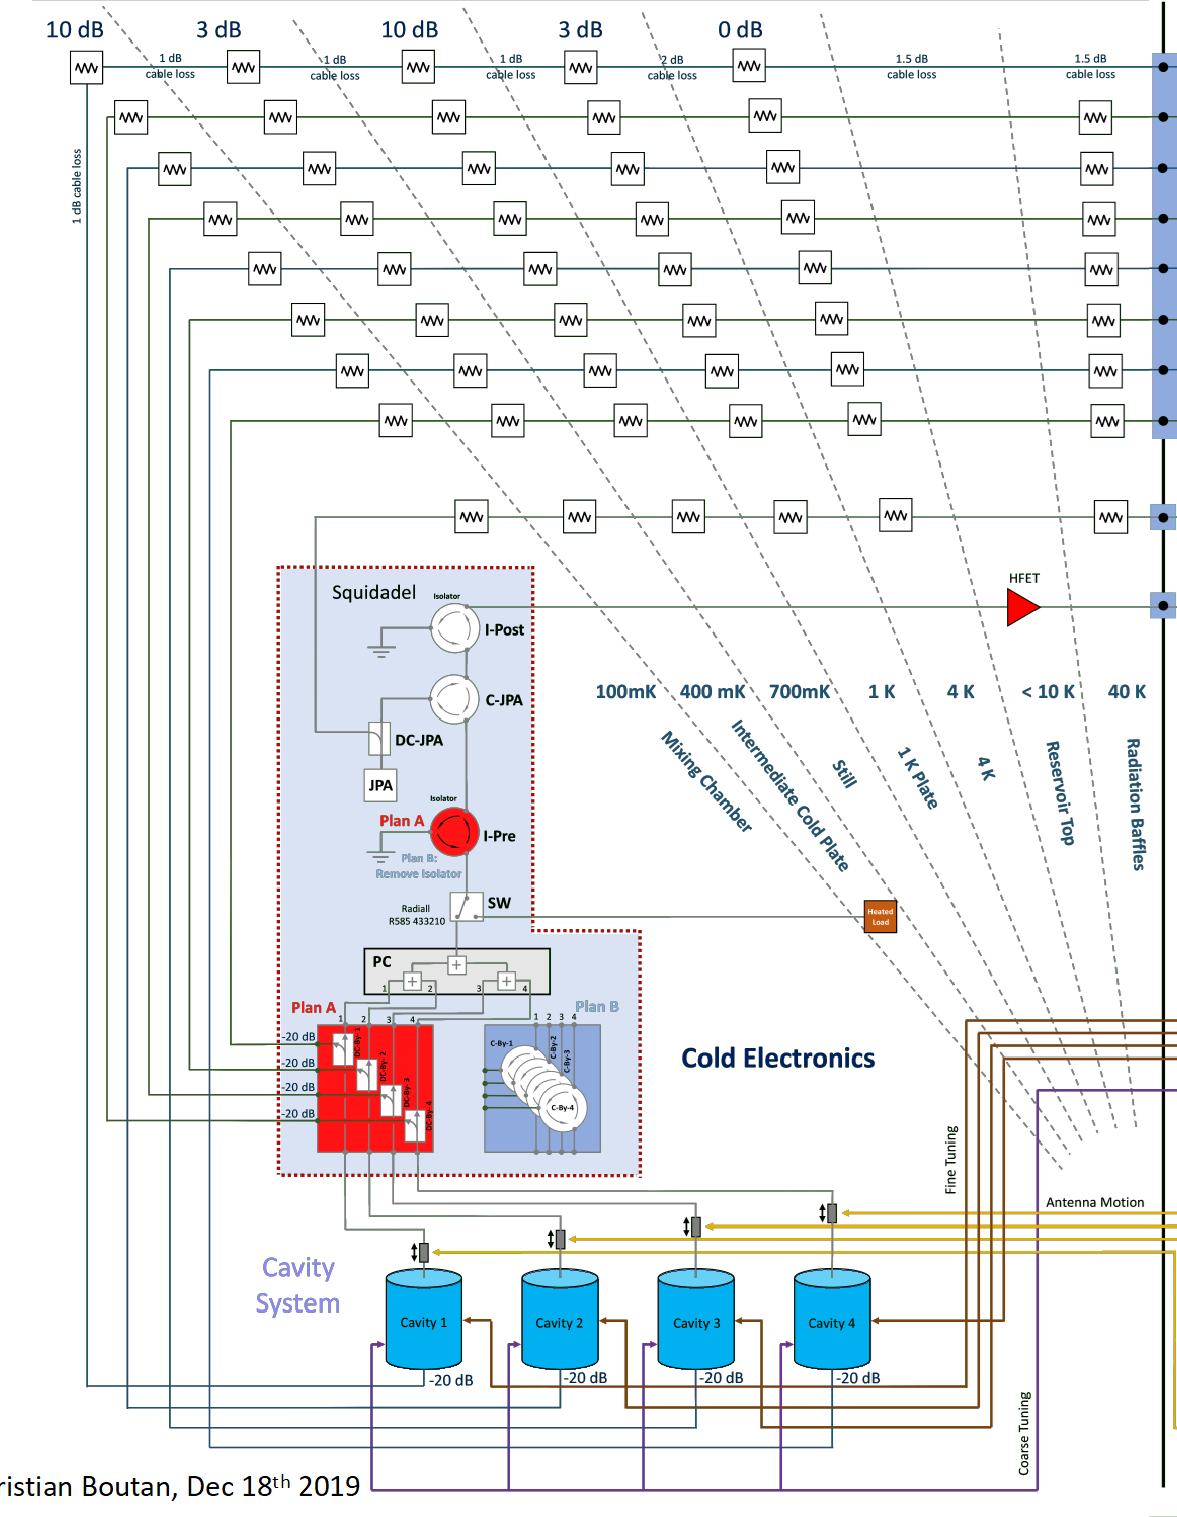 10 dB
3 dB
10 dB
3 dB
0 dB
1 dB
cable loss
1 dB
cable loss
1 dB
cable loss
2 dB
cable loss
1.5 dB
cable loss
1.5 dB
cable loss
1 dB cable loss
Squidadel
Isolator
I-Post
C-JPA
DC-JPA
JPA
Isolator
Plan A
I-Pre
Plan B:
Remove Isolator
Radiall
R585 433210
SW
HFET
100mK
400 mK
700mK
1 K
4 K
< 10 K
40 K
Mixing Chamber
Intermediate Cold Plate
Still
1 K Plate
4 K
Reservoir Top
Radiation Baffles
Heated
Load
PC
1
2
3
4
Plan A
1
2
3
4
-20 dB
-20 dB
-20 dB
-20 dB
DC-By-1
DC-By-2
DC-By-3
DC-By-4
Plan B
1
2
3
4
C-By-1
C-By-2
C-By-3
C-By-4
Cold Electronics
Fine Tuning
Antenna Motion
Cavity
System
Cavity 1
Cavity 2
Cavity 3
Cavity 4
-20 dB
-20 dB
-20 dB
-20 dB
Coarse Tuning
ristian Boutan, Dec 18th 2019